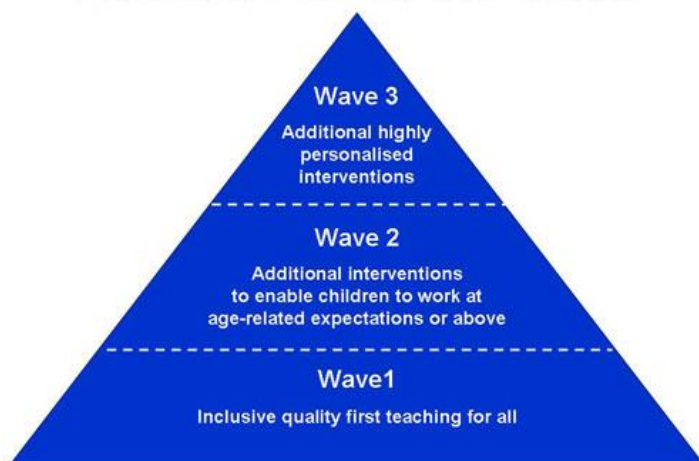 Wave 3
Additional highly
personalised
interventions
Wave 2
Additional interventions
to enable children to work at
age-related expectations or above
Wave1
Inclusive quality first teaching for all